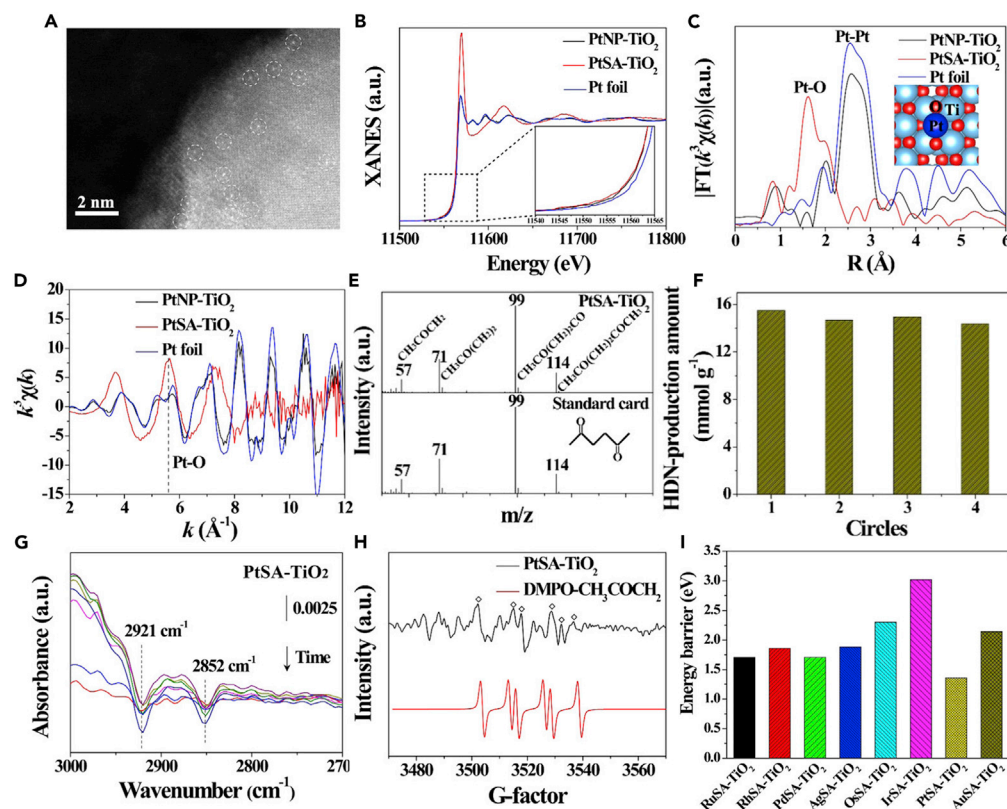 A
2 nm
B
XANES (a.u.)
PtNP-TiO2
PtSA-TiO2
Pt foil
11540 11545 11550 11555 11560 11565
11500 11600 11700 11800
Energy (eV)
C
|FT(k³χ(k))|(a.u.)
Pt-Pt
PtNP-TiO2
PtSA-TiO2
Pt foil
Pt-O
Ti
Pt
0 1 2 3 4 5 6
R (Å)
D
k³χ(k)
20
15
10
5
0
-5
-10
-15
PtNP-TiO2
PtSA-TiO2
Pt foil
Pt-O
2 4 6 8 10 12
k (Å-1)
E
Intensity (a.u.)
99
PtSA-TiO2
CH3COCH2
CH3CO(CH2)2
CH3CO(CH2)2CO
CH3CO(CH2)2COCH3
57
71
114
99
Standard card
O
O
57
71
114
m/z
F
HDN-production amount
(mmol g-1)
16
12
8
4
0
1 2 3 4
Circles
G
Absorbance (a.u.)
PtSA-TiO2
0.0025
Time
2921 cm-1
2852 cm-1
3000 2900 2800 270
Wavenumber (cm-1)
H
Intensity (a.u.)
PtSA-TiO2
DMPO-CH3COCH2
3470 3500 3530 3560
G-factor
I
Energy barrier (eV)
3.5
3.0
2.5
2.0
1.5
1.0
0.5
0.0
RuSA-TiO2
RhSA-TiO2
PdSA-TiO2
AgSA-TiO2
OsSA-TiO2
IrSA-TiO2
PtSA-TiO2
AuSA-TiO2